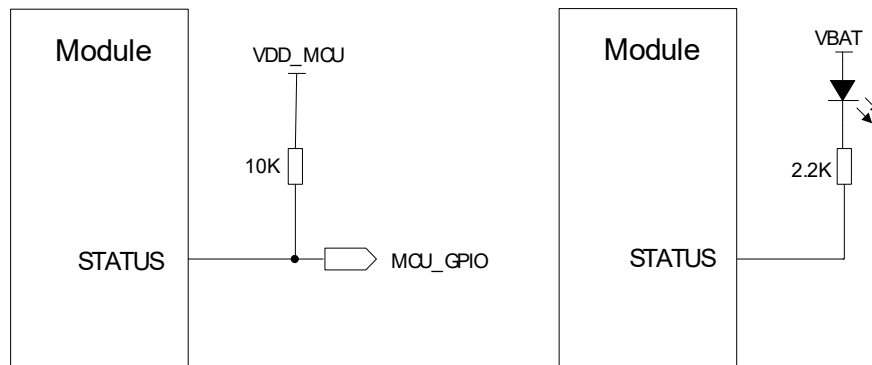 Module
VDD_MCU
10K
STATUS
MCU_GPIO
Module
VBAT
2.2K
STATUS